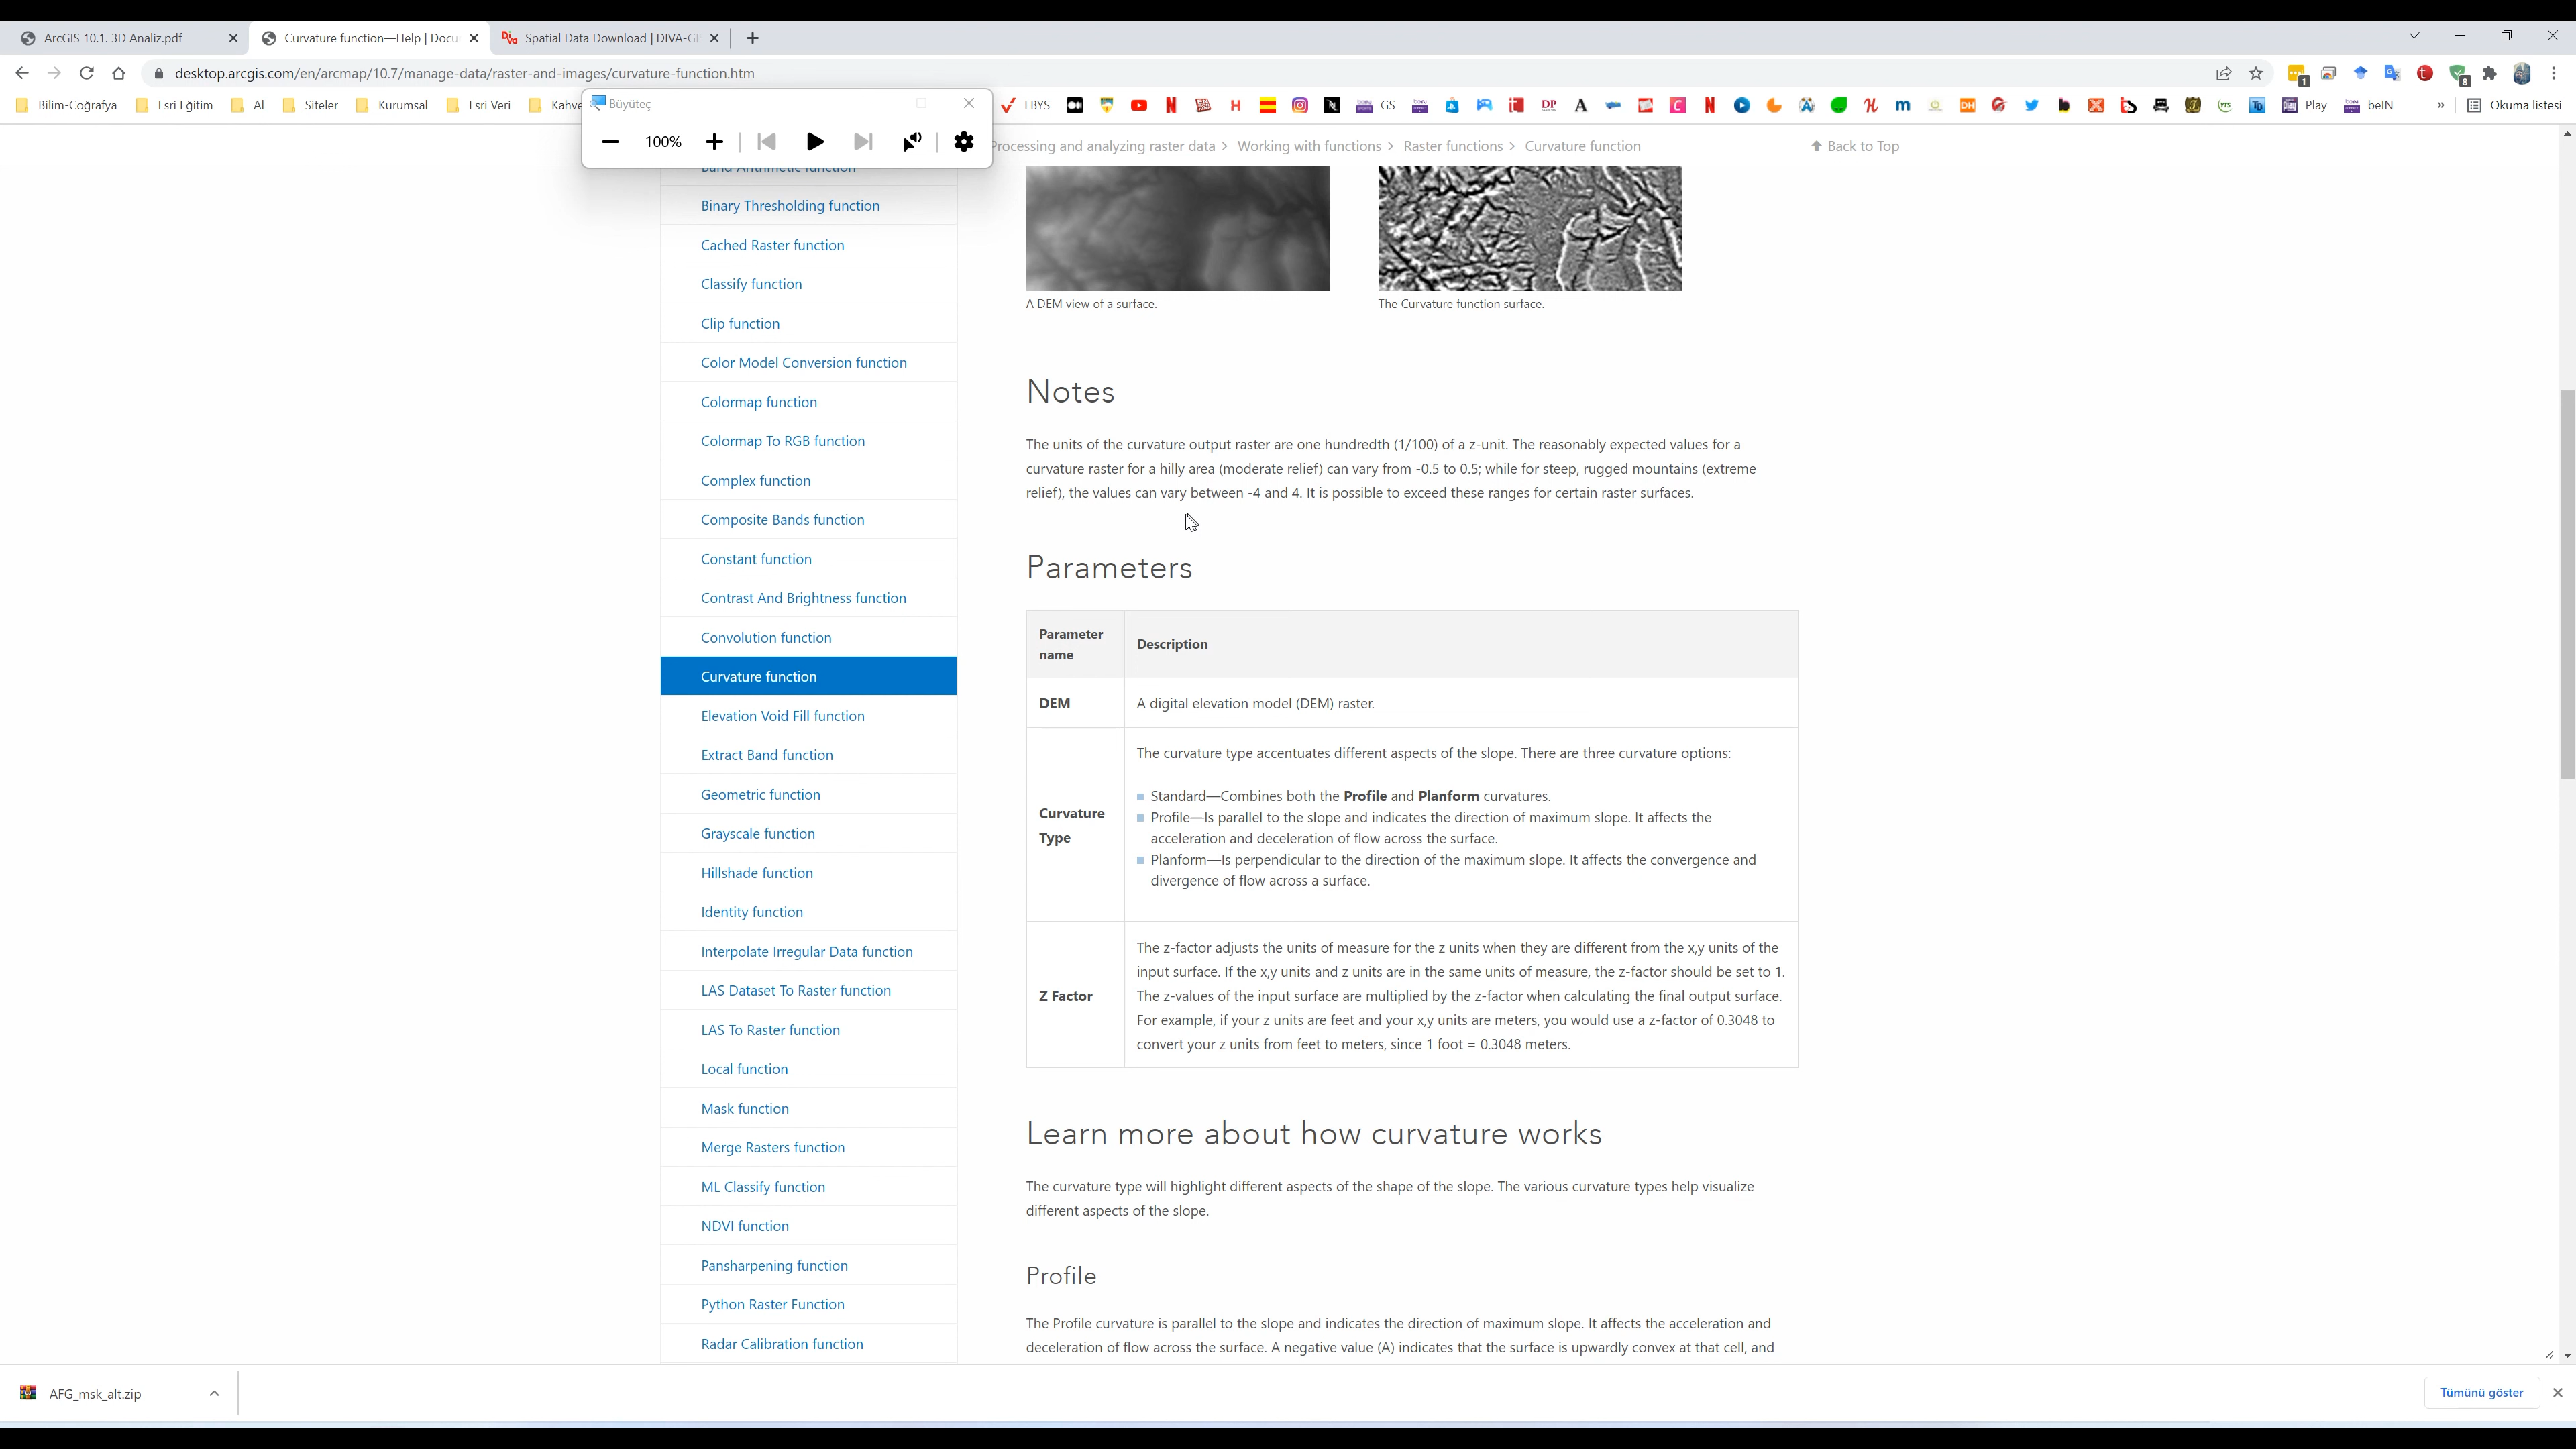 ArcGIS 10.1. 3D Analiz.pdf
Curvature function—Help | Docu
Spatial Data Download | DIVA-GI
desktop.arcgis.com/en/arcmap/10.7/manage-data/raster-and-images/curvature-function.htm
Bilim-Coğrafya
Esri Eğitim
AI
Siteler
Kurumsal
Esri Veri
Kahve
EBYS
GS
Play
beIN
Okuma listesi
Büyüteç
100%
Processing and analyzing raster data > Working with functions > Raster functions > Curvature function
Back to Top
Band Arithmetic function
Binary Thresholding function
Cached Raster function
Classify function
Clip function
Color Model Conversion function
Colormap function
Colormap To RGB function
Complex function
Composite Bands function
Constant function
Contrast And Brightness function
Convolution function
Curvature function
Elevation Void Fill function
Extract Band function
Geometric function
Grayscale function
Hillshade function
Identity function
Interpolate Irregular Data function
LAS Dataset To Raster function
LAS To Raster function
Local function
Mask function
Merge Rasters function
ML Classify function
NDVI function
Pansharpening function
Python Raster Function
Radar Calibration function
A DEM view of a surface.
The Curvature function surface.
Notes
The units of the curvature output raster are one hundredth (1/100) of a z-unit. The reasonably expected values for a
curvature raster for a hilly area (moderate relief) can vary from -0.5 to 0.5; while for steep, rugged mountains (extreme
relief), the values can vary between -4 and 4. It is possible to exceed these ranges for certain raster surfaces.
Parameters
Parameter
name
Description
DEM
A digital elevation model (DEM) raster.
Curvature
Type
The curvature type accentuates different aspects of the slope. There are three curvature options:
Standard—Combines both the Profile and Planform curvatures.
Profile—Is parallel to the slope and indicates the direction of maximum slope. It affects the
acceleration and deceleration of flow across the surface.
Planform—Is perpendicular to the direction of the maximum slope. It affects the convergence and
divergence of flow across a surface.
Z Factor
The z-factor adjusts the units of measure for the z units when they are different from the x,y units of the
input surface. If the x,y units and z units are in the same units of measure, the z-factor should be set to 1.
The z-values of the input surface are multiplied by the z-factor when calculating the final output surface.
For example, if your z units are feet and your x,y units are meters, you would use a z-factor of 0.3048 to
convert your z units from feet to meters, since 1 foot = 0.3048 meters.
Learn more about how curvature works
The curvature type will highlight different aspects of the shape of the slope. The various curvature types help visualize
different aspects of the slope.
Profile
The Profile curvature is parallel to the slope and indicates the direction of maximum slope. It affects the acceleration and
deceleration of flow across the surface. A negative value (A) indicates that the surface is upwardly convex at that cell, and
AFG_msk_alt.zip
Tümünü göster